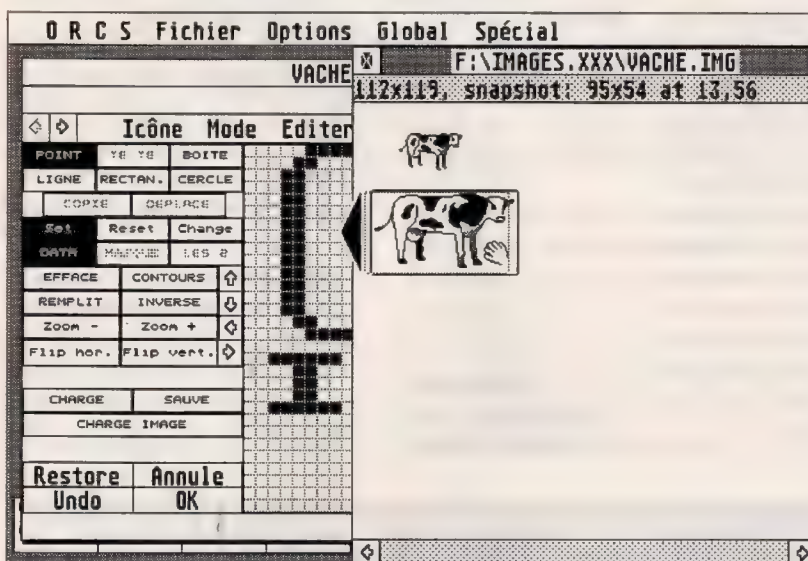 O R C S Fichier Options Global Spécial
VACHE
F:\IMAGES.XXX\VACHE.IMG
112x119, snapshot: 95x54 at 13,56
Icône Mode Editer
POINT BOITE
LIGNE RECTAN. CERCLE
COPIE DEPLACE
Set Reset Change
DATA MASQUE LES 2
EFFACE CONTOURS
REMPLIT INVERSE
Zoom - Zoom +
Flip hor. Flip vert.
CHARGE SAUVE
CHARGE IMAGE
Restore Annule
Undo OK